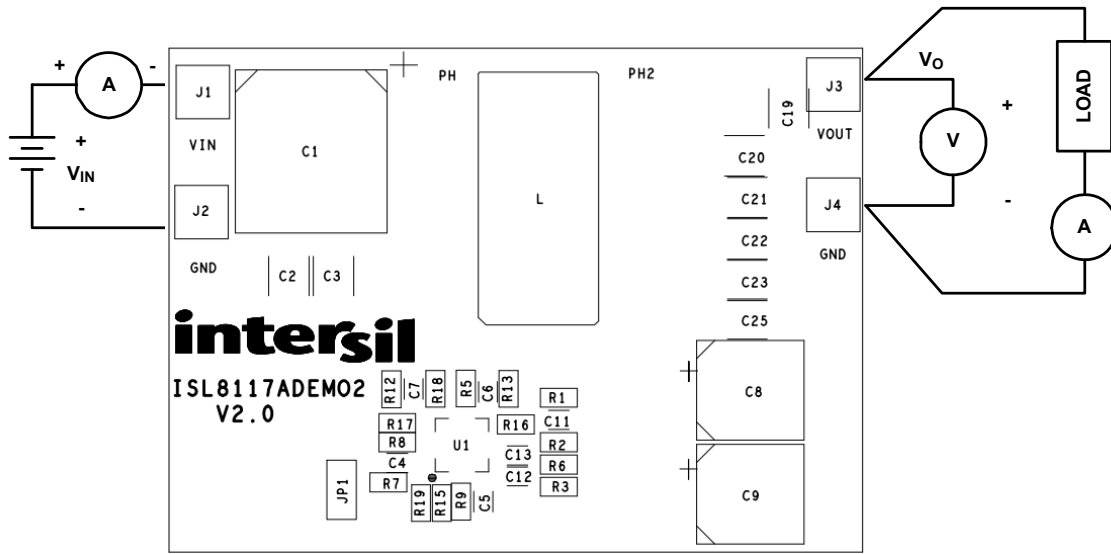 + A -
+
VIN
-
J1
VIN
J2
GND
C1
PH
PH2
L
C2 C3
intersil
ISL8117ADEMO2
V2.0
C19
C20
C21
C22
C23
C25
J3
VOUT
J4
GND
VO
+
V
-
LOAD
A
+
C8
+
C9
+
R12 C7 R18 R5 C6 R13
R1
R17
R16
C11
R8
U1
R2
C4
C13
R6
R7
C12
R3
JP1
R19 R15 R9 C5